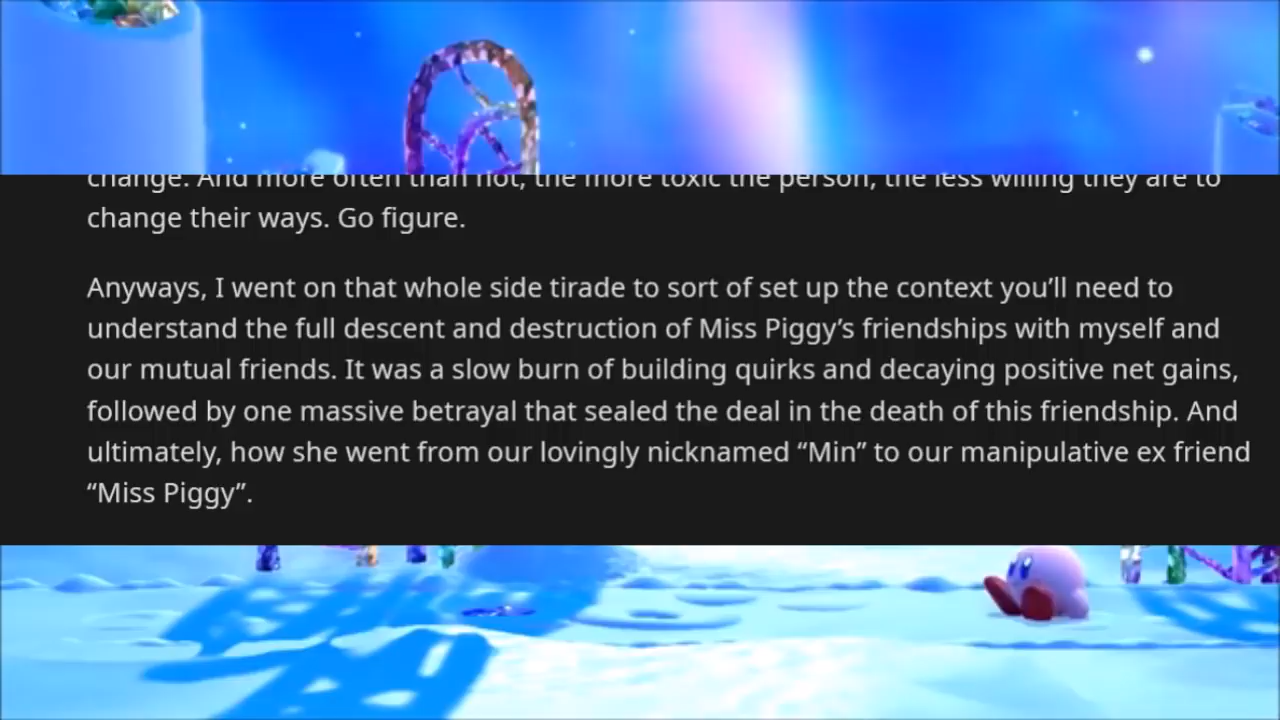 change. And more often than not, the more toxic the person, the less willing they are to
change their ways. Go figure.
Anyways, I went on that whole side tirade to sort of set up the context you’ll need to
understand the full descent and destruction of Miss Piggy’s friendships with myself and
our mutual friends. It was a slow burn of building quirks and decaying positive net gains,
followed by one massive betrayal that sealed the deal in the death of this friendship. And
ultimately, how she went from our lovingly nicknamed “Min” to our manipulative ex friend
“Miss Piggy”.